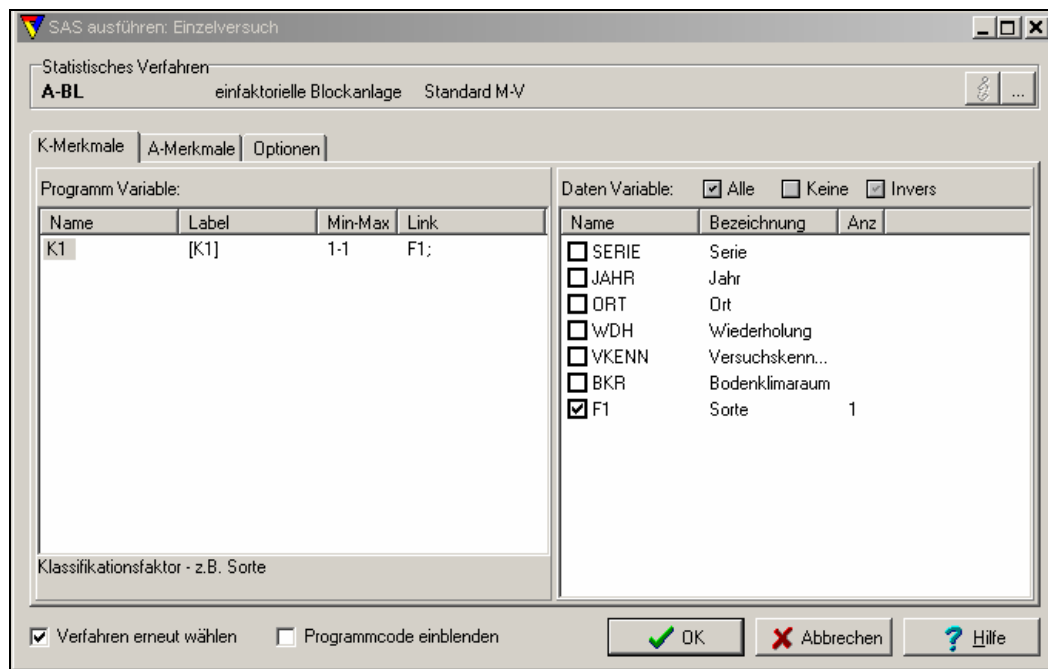 SAS ausführen: Einzelversuch
Statistisches Verfahren
A-BL einfaktorielle Blockanlage Standard M-V
...
K-Merkmale A-Merkmale Optionen
Programm Variable:
Name Label Min-Max Link
K1 [K1] 1-1 F1;
Klassifikationsfaktor - z.B. Sorte
Daten Variable: Alle Keine Invers
Name Bezeichnung Anz
SERIE Serie
JAHR Jahr
ORT Ort
WDH Wiederholung
VKENN Versuchskenn...
BKR Bodenklimaraum
F1 Sorte 1
Verfahren erneut wählen Programmcode einblenden OK Abbrechen ? Hilfe